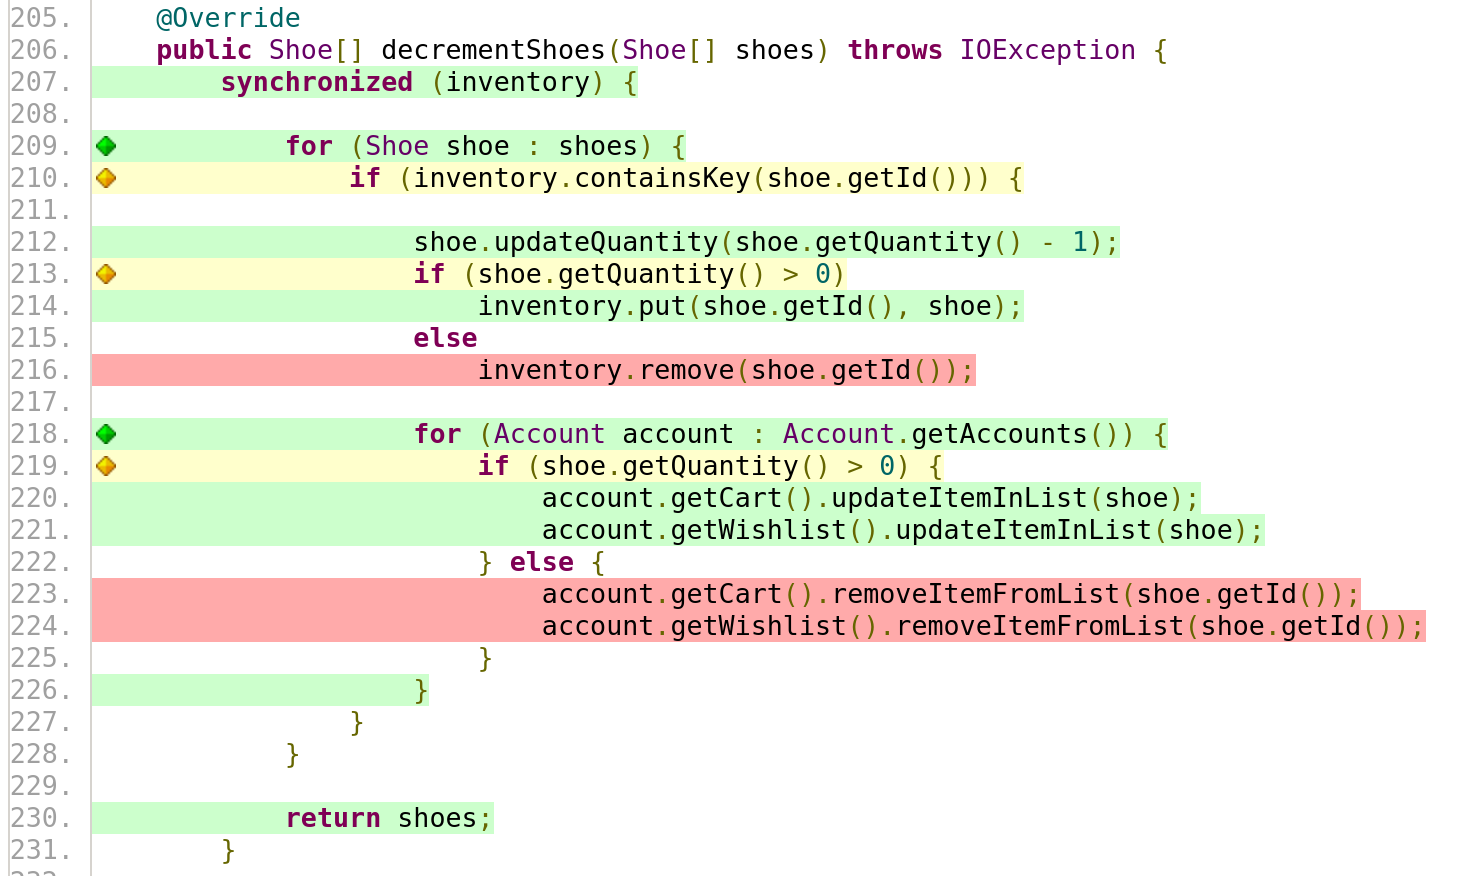 205.     @Override
206.     public Shoe[] decrementShoes(Shoe[] shoes) throws IOException {
207.         synchronized (inventory) {
208.
209.             for (Shoe shoe : shoes) {
210.                 if (inventory.containsKey(shoe.getId())) {
211.
212.                     shoe.updateQuantity(shoe.getQuantity() - 1);
213.                     if (shoe.getQuantity() > 0)
214.                         inventory.put(shoe.getId(), shoe);
215.                     else
216.                         inventory.remove(shoe.getId());
217.
218.                     for (Account account : Account.getAccounts()) {
219.                         if (shoe.getQuantity() > 0) {
220.                             account.getCart().updateItemInList(shoe);
221.                             account.getWishlist().updateItemInList(shoe);
222.                         } else {
223.                             account.getCart().removeItemFromList(shoe.getId());
224.                             account.getWishlist().removeItemFromList(shoe.getId());
225.                         }
226.                     }
227.                 }
228.             }
229.
230.             return shoes;
231.         }